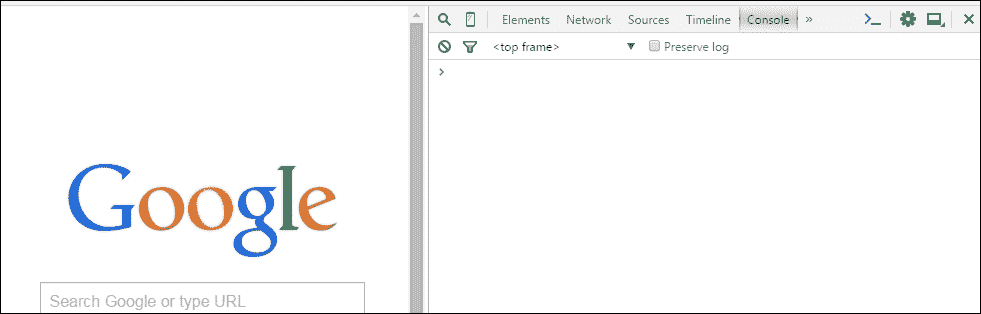 Elements Network Sources Timeline Console »
<top frame> ▼ Preserve log
>
Google
Search Google or type URL